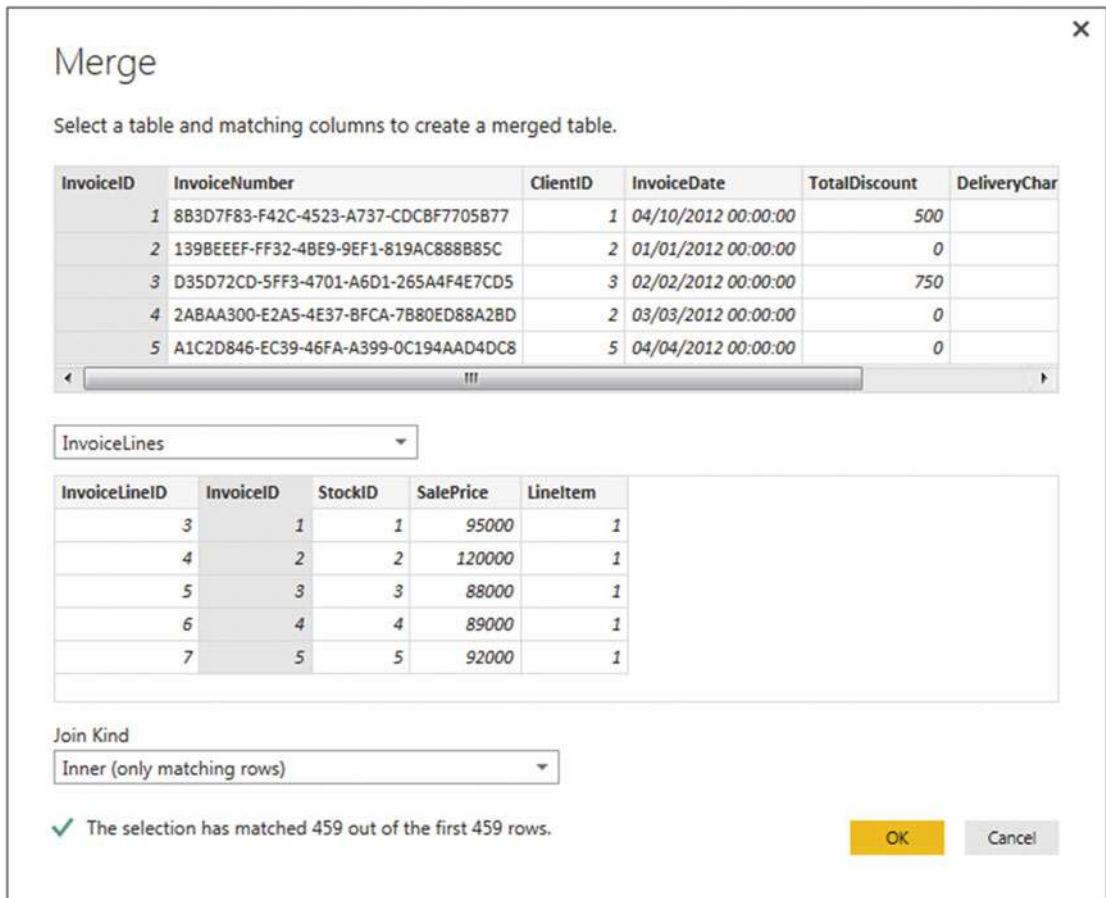 Merge
Select a table and matching columns to create a merged table.
InvoiceID InvoiceNumber ClientID InvoiceDate TotalDiscount DeliveryChar
1 8B3D7F83-F42C-4523-A737-CDCBF7705B77 1 04/10/2012 00:00:00 500
2 139BEEEF-FF32-4BE9-9EF1-819AC888B85C 2 01/01/2012 00:00:00 0
3 D35D72CD-5FF3-4701-A6D1-265A4F4E7CD5 3 02/02/2012 00:00:00 750
4 2ABAA300-E2A5-4E37-BFCA-7B80ED88A2BD 2 03/03/2012 00:00:00 0
5 A1C2D846-EC39-46FA-A399-0C194AAD4DC8 5 04/04/2012 00:00:00 0
InvoiceLines
InvoiceLineID InvoiceID StockID SalePrice LineItem
3 1 1 95000 1
4 2 2 120000 1
5 3 3 88000 1
6 4 4 89000 1
7 5 5 92000 1
Join Kind
Inner (only matching rows)
The selection has matched 459 out of the first 459 rows.
OK Cancel